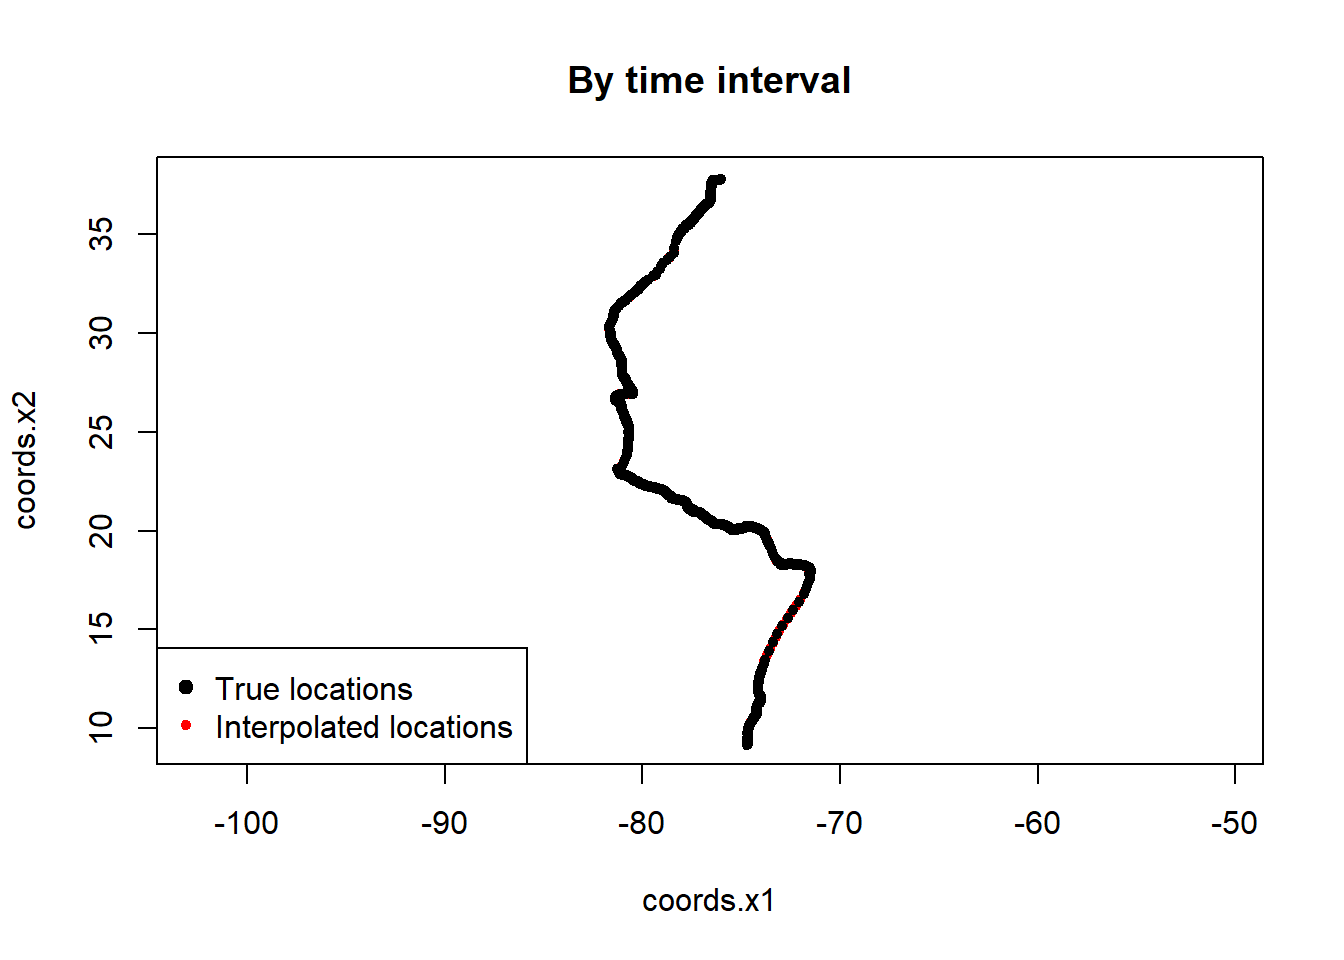 By time interval
coords.x2
35
30
25
20
15
10
True locations
Interpolated locations
-100 -90 -80 -70 -60 -50
coords.x1